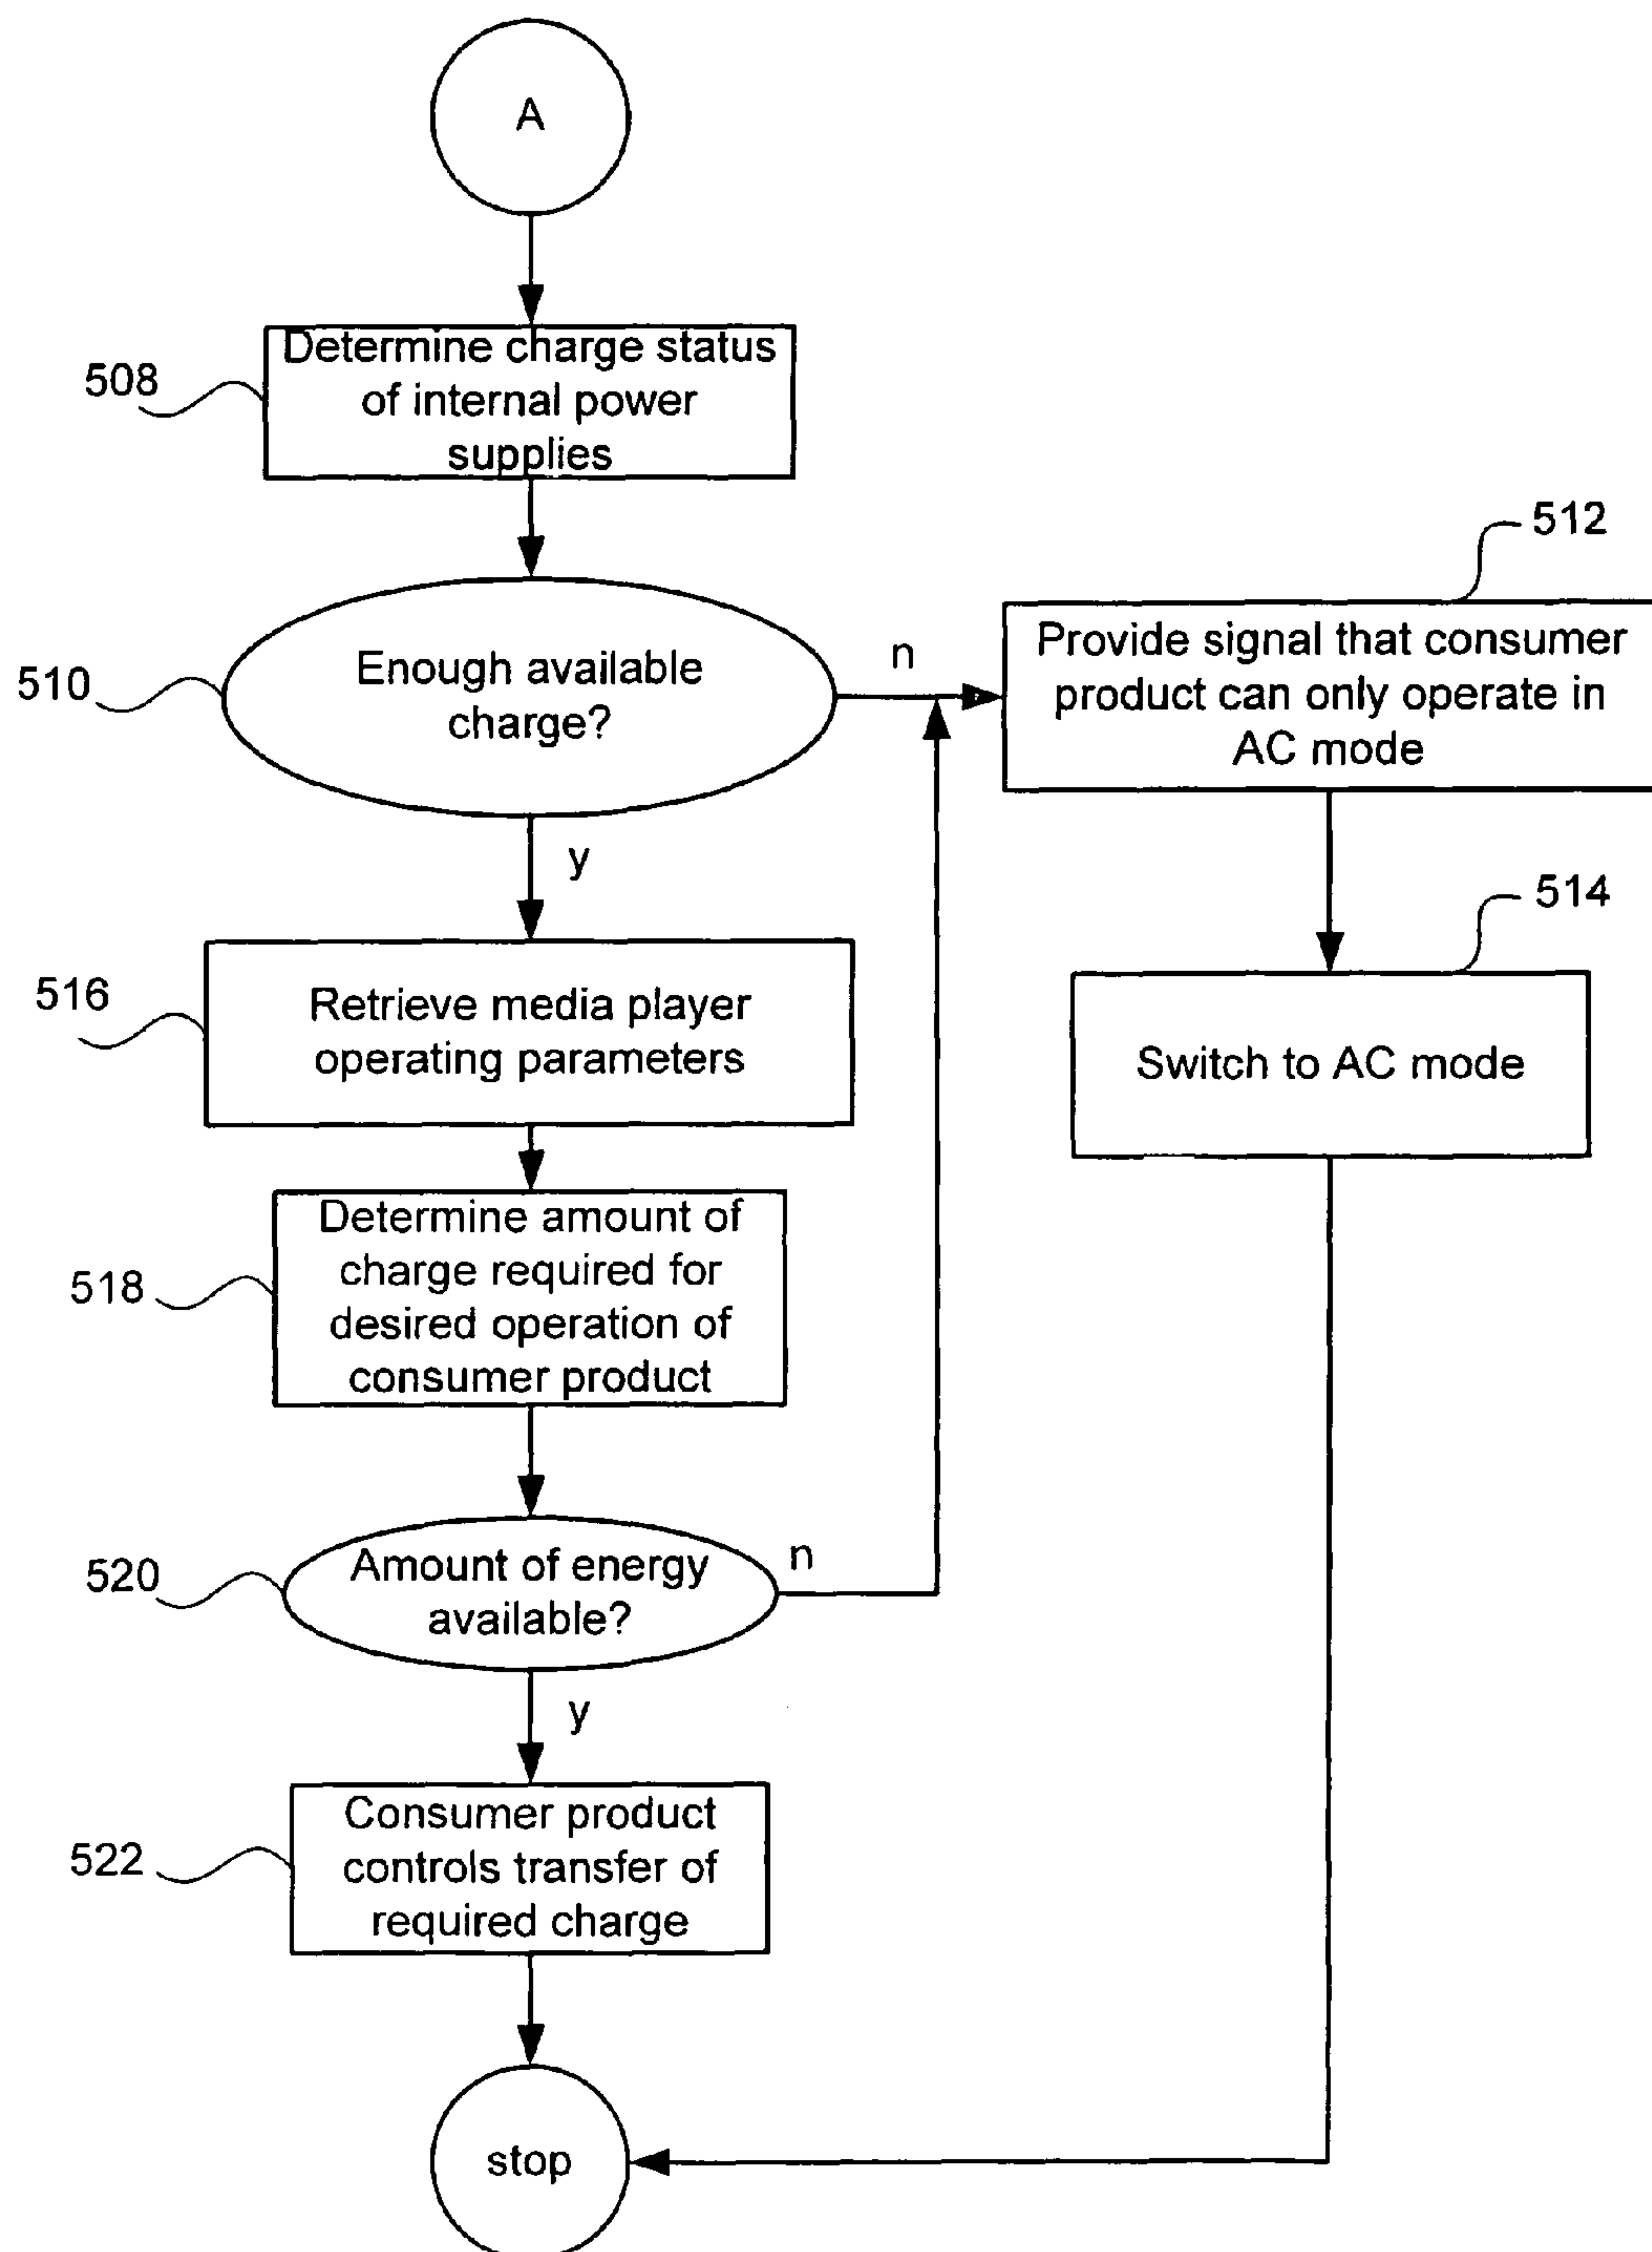 A
508
Determine charge status
of internal power
supplies
510
Enough available
charge?
n
512
Provide signal that consumer
product can only operate in
AC mode
y
514
Switch to AC mode
516
Retrieve media player
operating parameters
518
Determine amount of
charge required for
desired operation of
consumer product
520
Amount of energy
available?
n
y
522
Consumer product
controls transfer of
required charge
stop